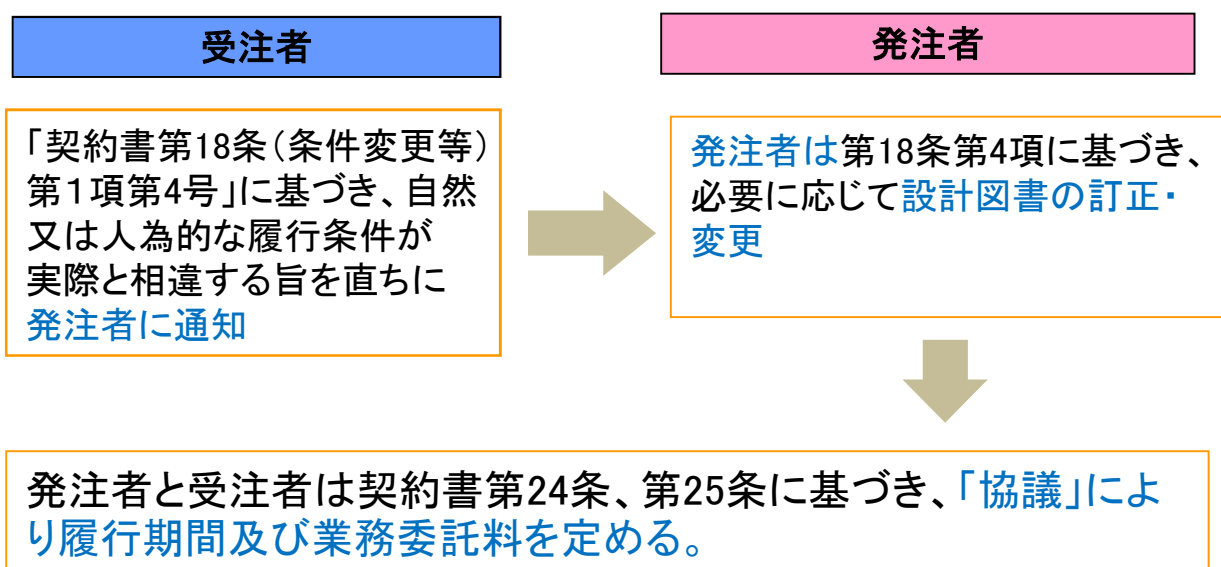 受注者
発注者
「契約書第18条(条件変更等)
第1項第4号」に基づき、自然
又は人為的な履行条件が
実際と相違する旨を直ちに
発注者に通知
発注者は第18条第4項に基づき、
必要に応じて設計図書の訂正・
変更
発注者と受注者は契約書第24条、第25条に基づき、「協議」によ
り履行期間及び業務委託料を定める。